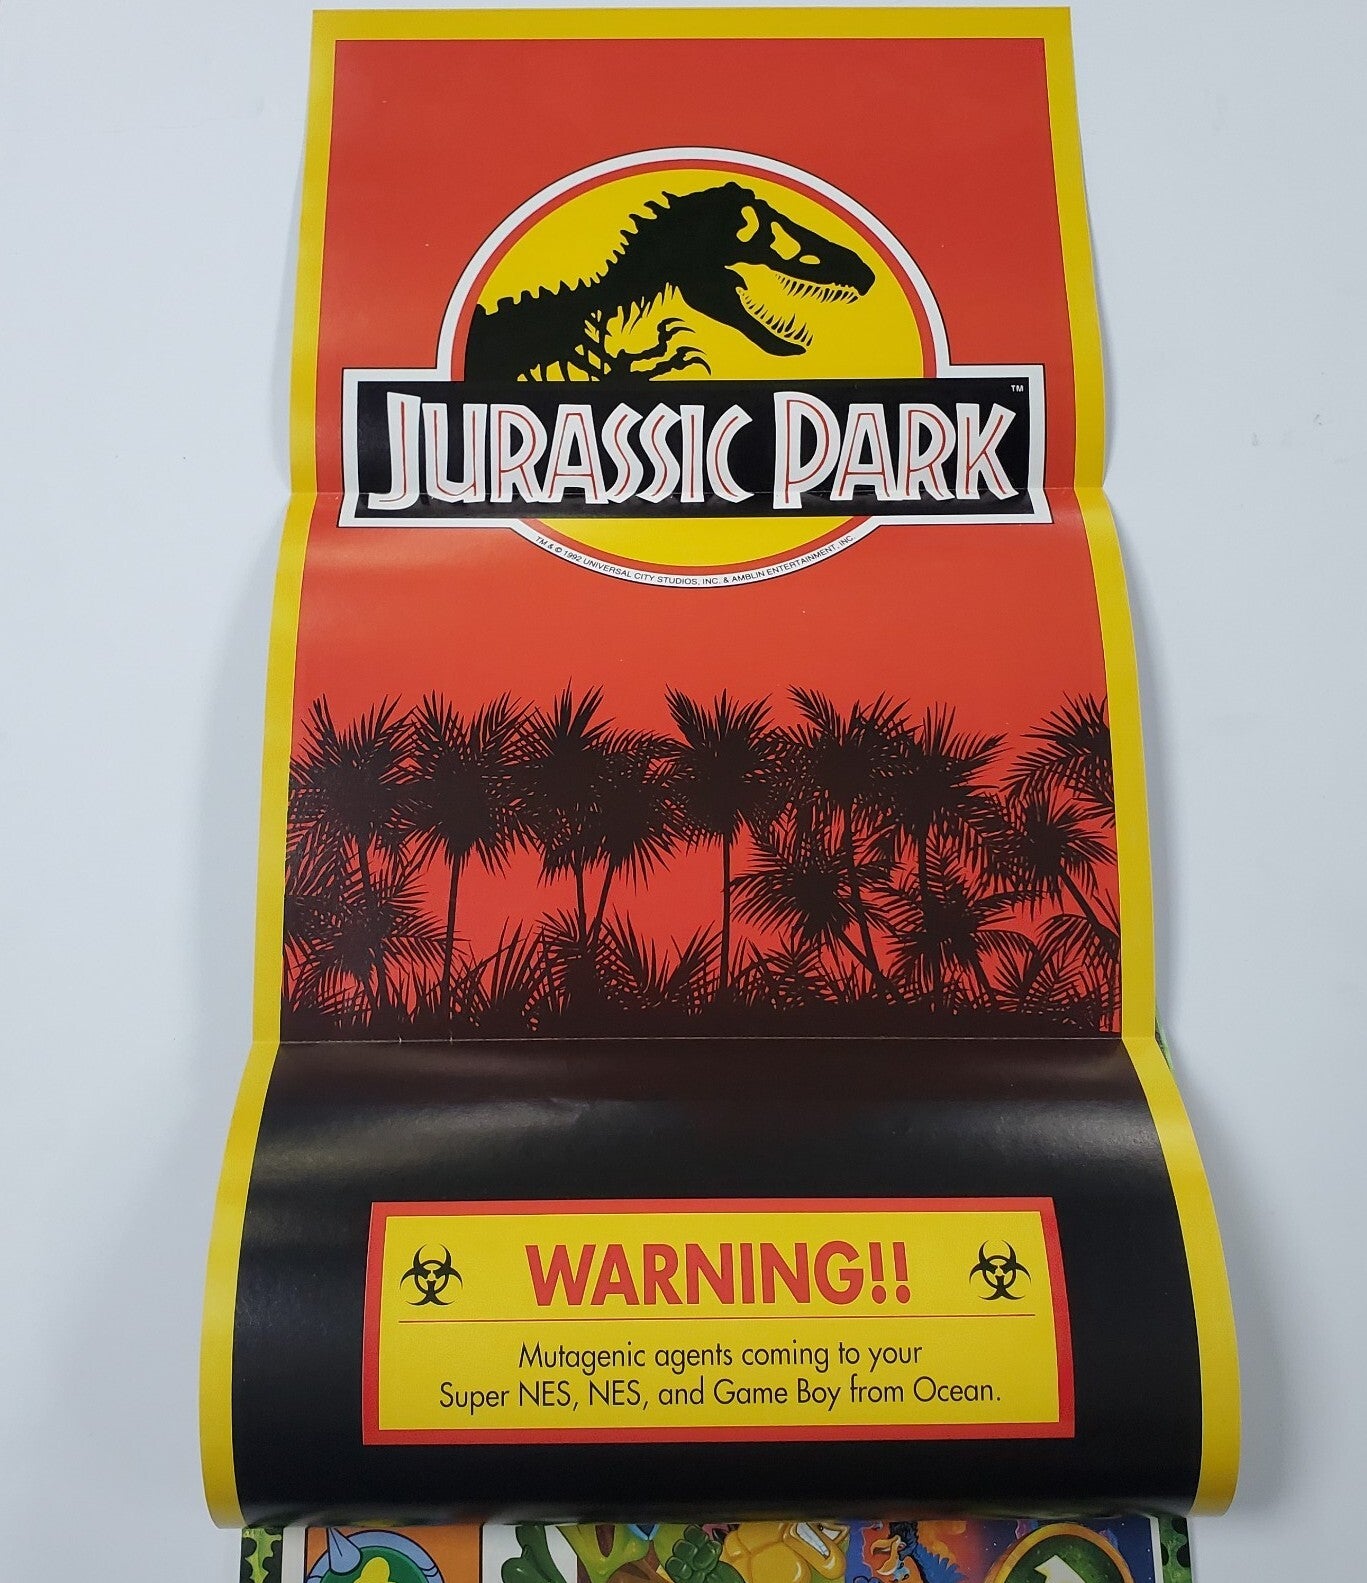 JURASSIC PARK ™
TM & © 1992 UNIVERSAL CITY STUDIOS, INC. & AMBLIN ENTERTAINMENT, INC.
WARNING!!
Mutagenic agents coming to your
Super NES, NES, and Game Boy from Ocean.